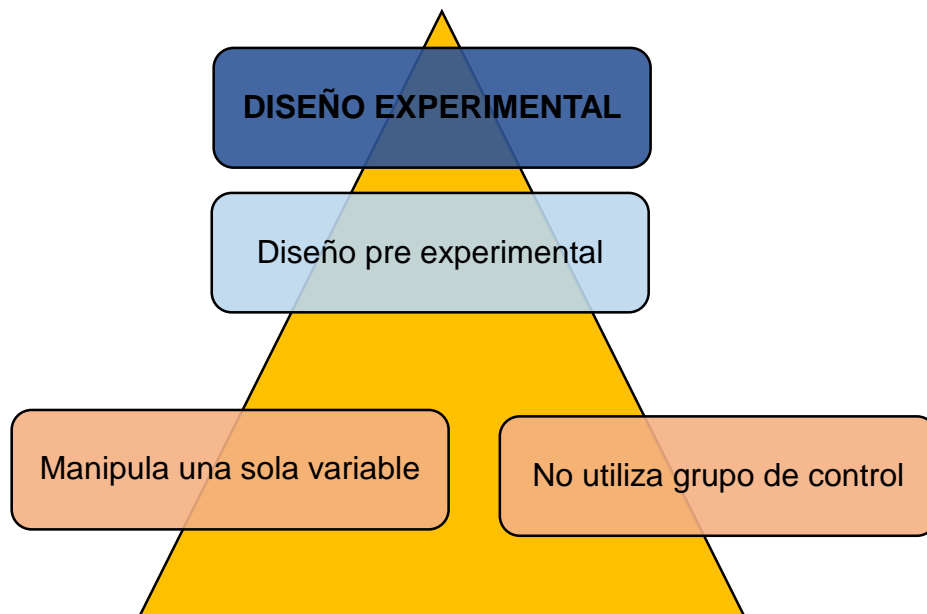 DISEÑO EXPERIMENTAL
Diseño pre experimental
Manipula una sola variable
No utiliza grupo de control